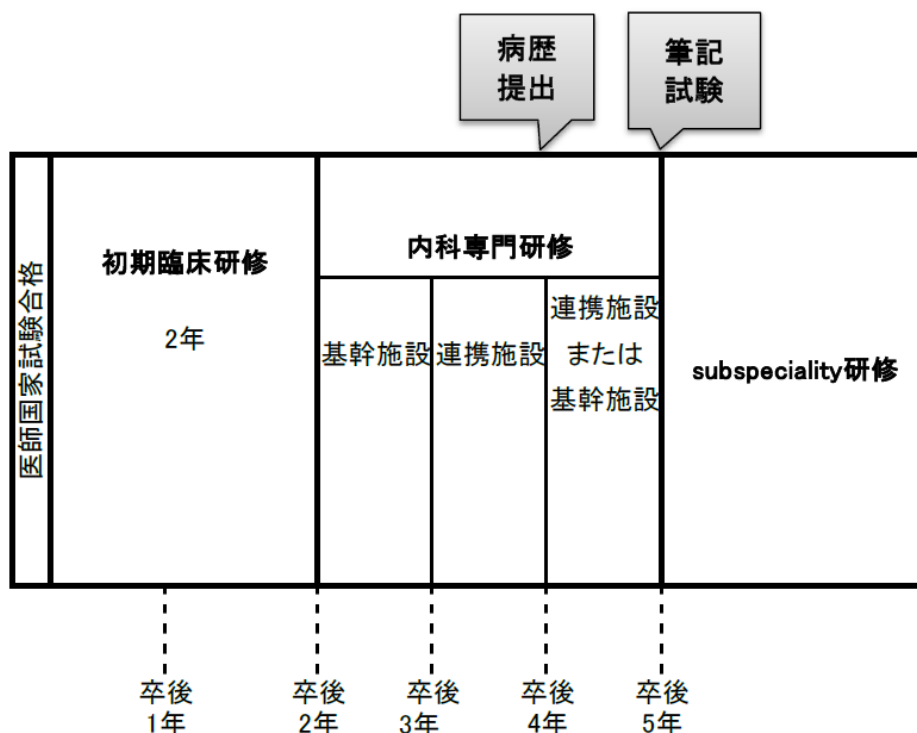 病歴
提出
筆記
試験
医師国家試験合格
初期臨床研修
2年
内科専門研修
基幹施設
連携施設
連携施設
または
基幹施設
subspeciality研修
卒後
1年
卒後
2年
卒後
3年
卒後
4年
卒後
5年